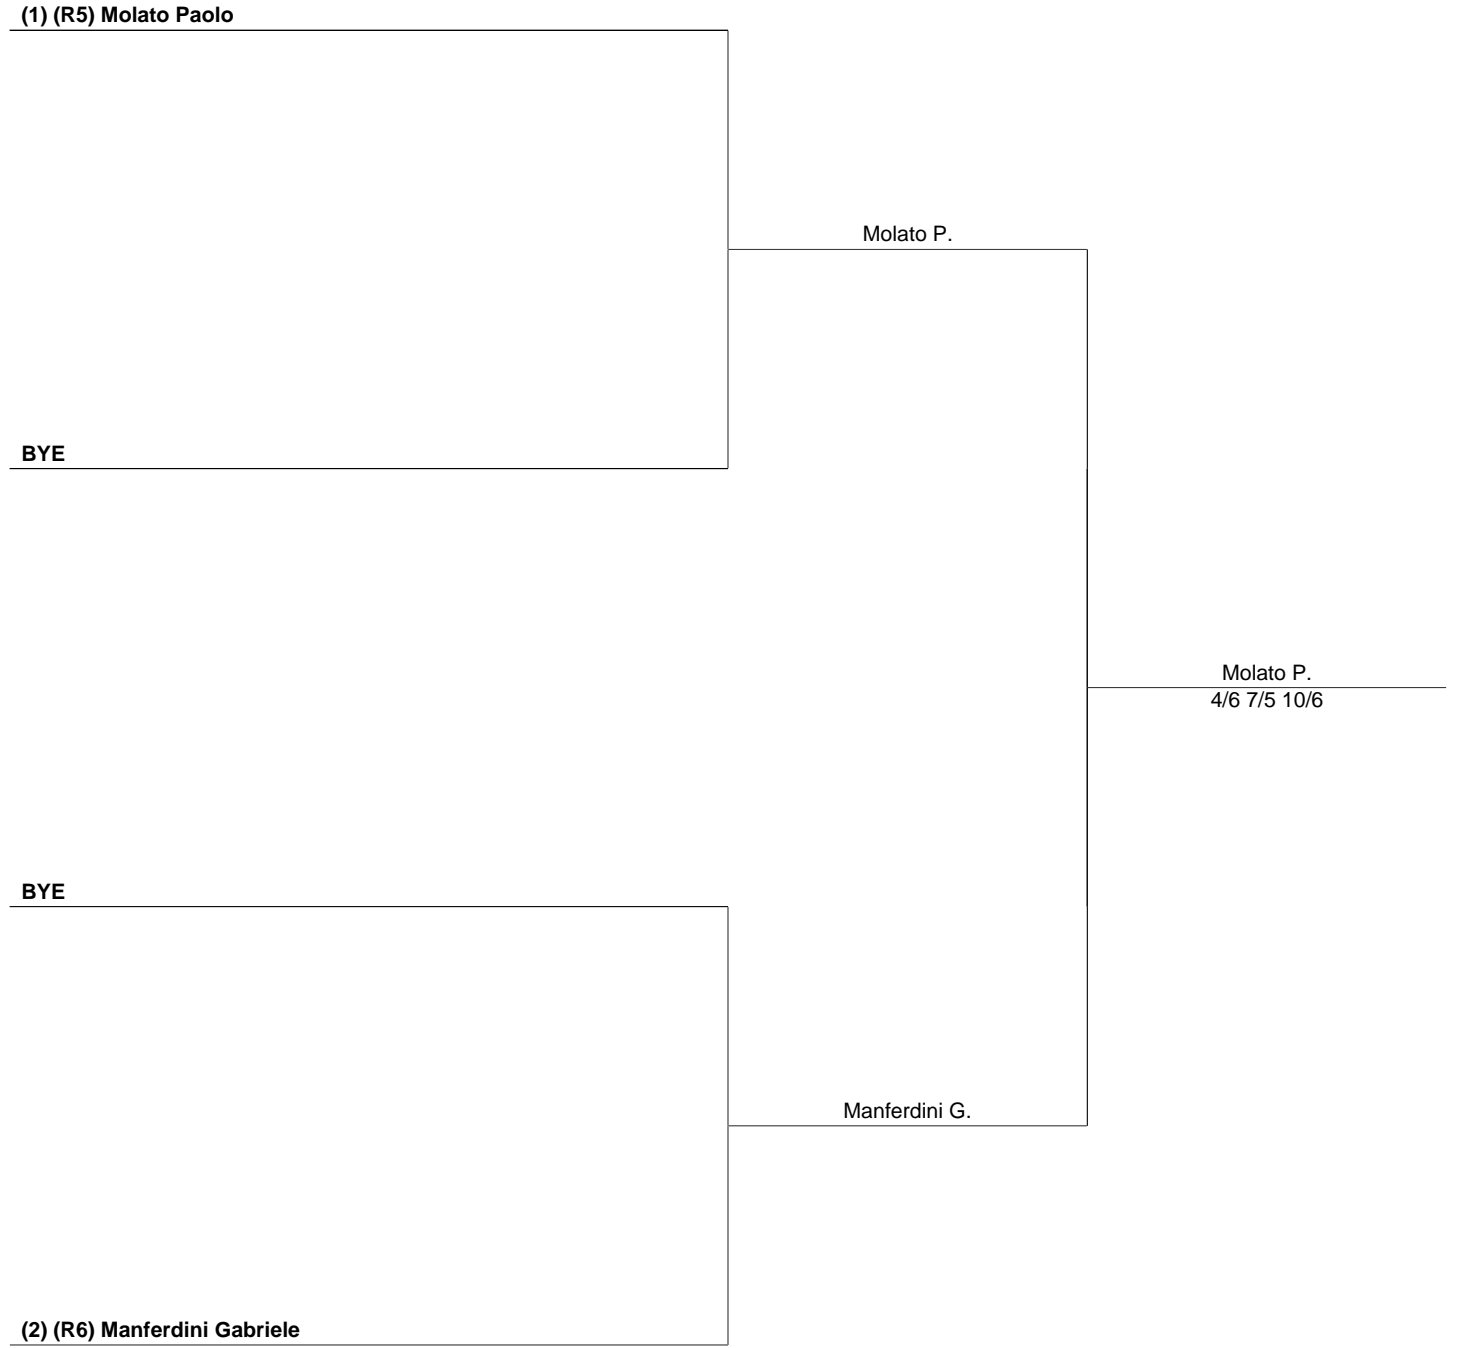 (1) (R5) Molato Paolo
Molato P.
BYE
Molato P.
4/6 7/5 10/6
BYE
Manferdini G.
(2) (R6) Manferdini Gabriele